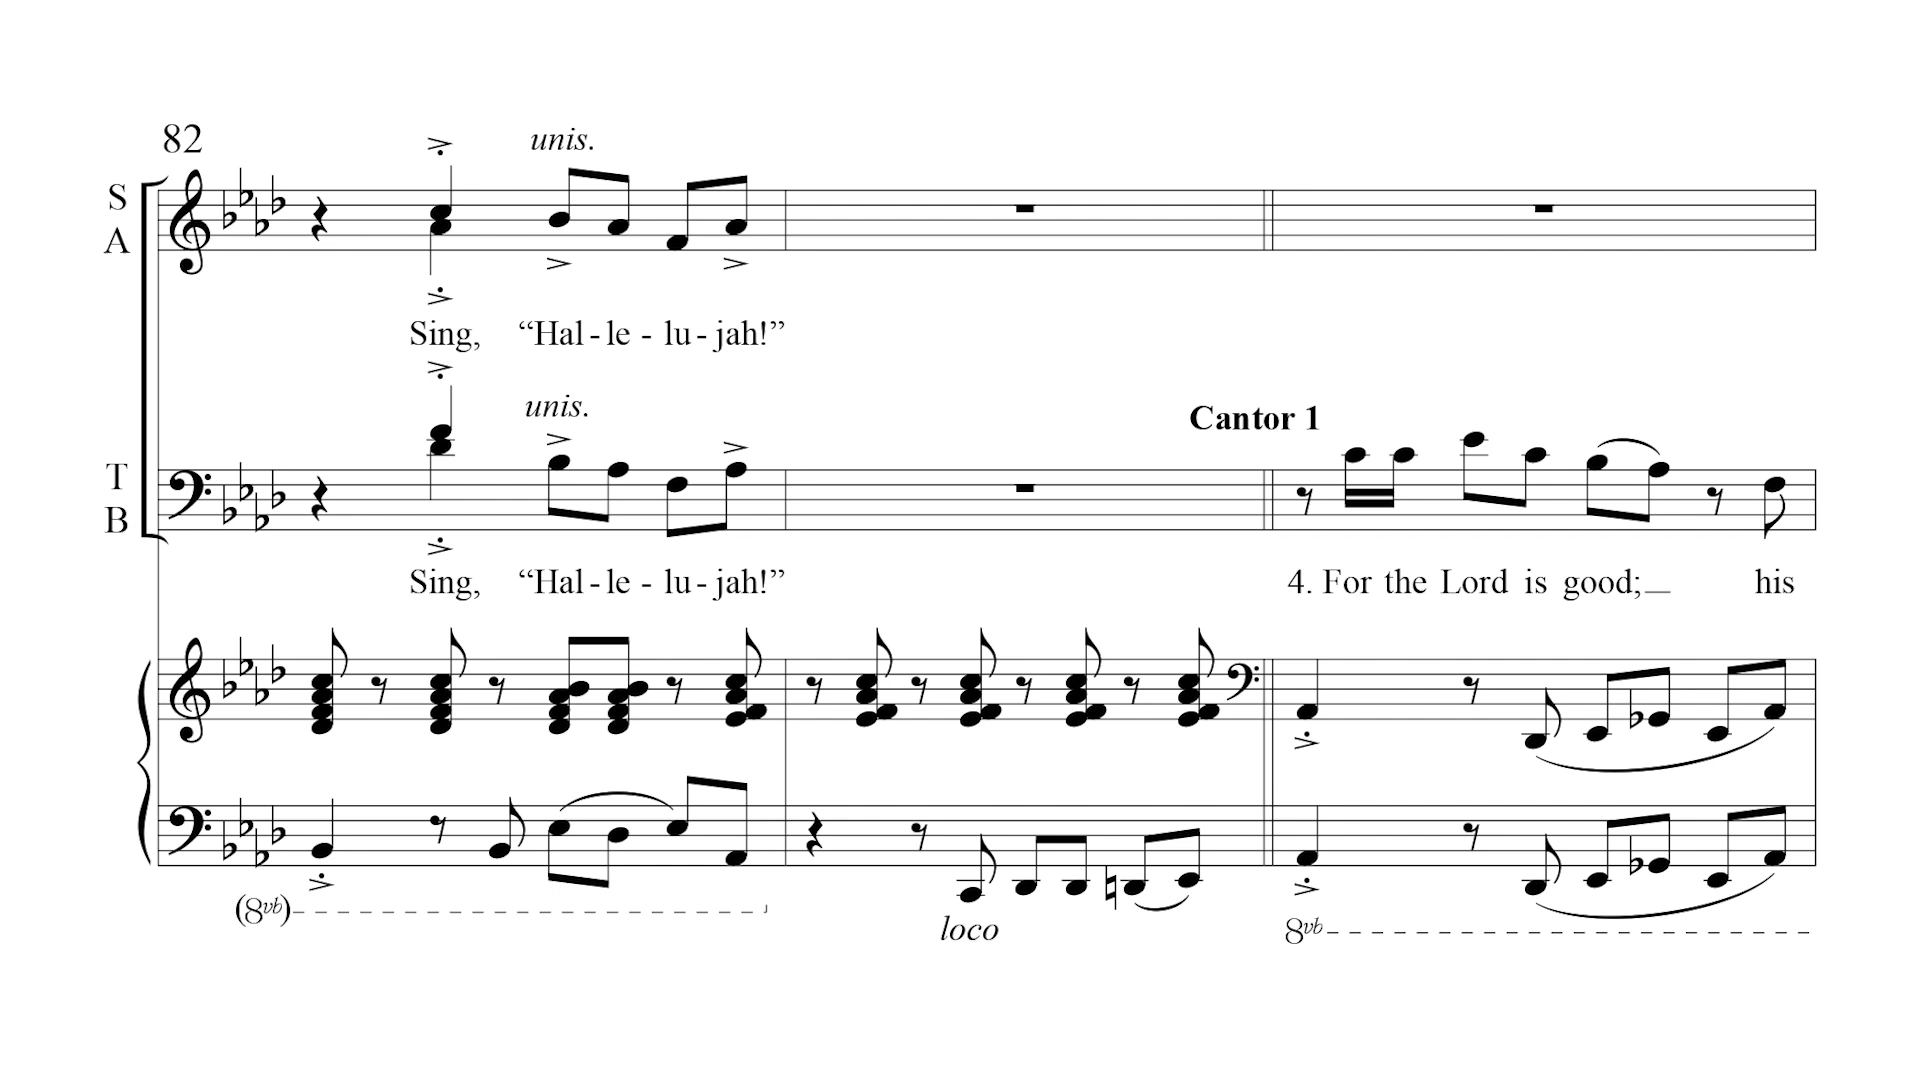 82
unis.
S
A
Sing, “Hal - le - lu - jah!”
unis.
Cantor 1
T
B
Sing, “Hal - le - lu - jah!” 4. For the Lord is good; his
(8vb)
loco
8vb